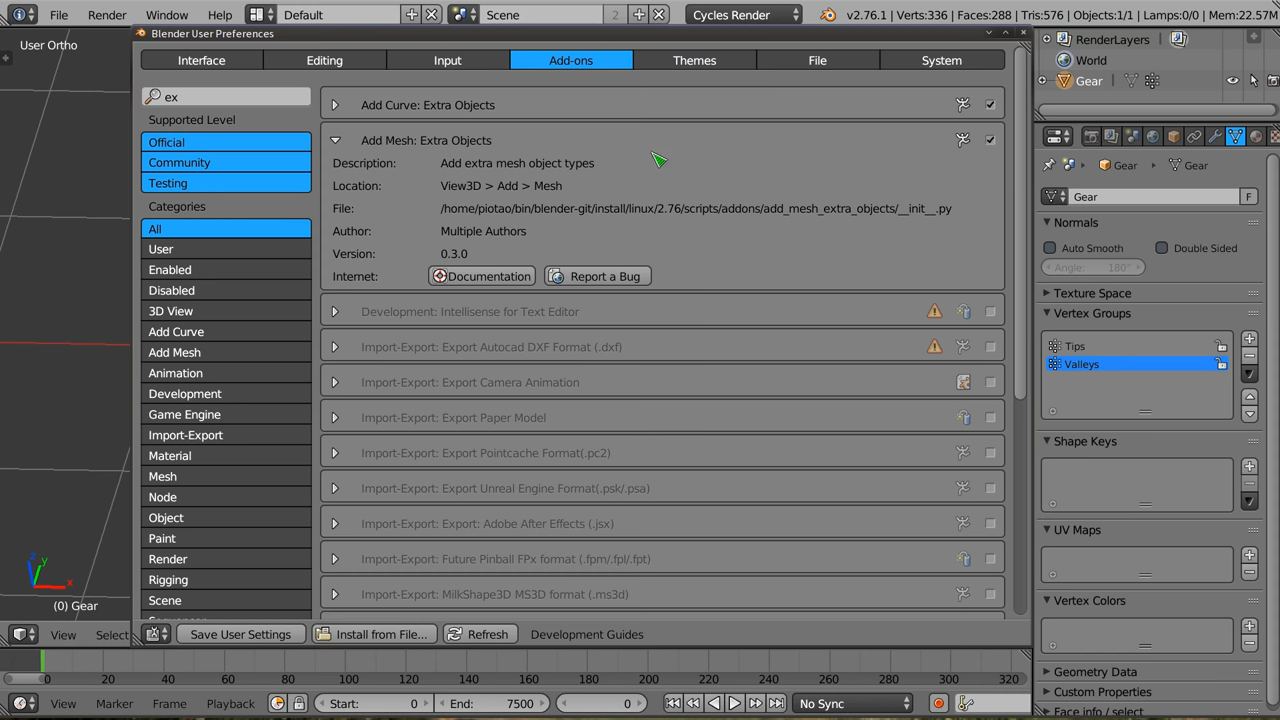 File Render Window Help Default Scene 2 Cycles Render v2.76.1 | Verts:336 | Faces:288 | Tris:576 | Objects:1/1 | Lamps:0/0 | Mem:22.57M
User Ortho
Blender User Preferences
Interface Editing Input Add-ons Themes File System
ex
Supported Level
Official
Community
Testing
Categories
All
User
Enabled
Disabled
3D View
Add Curve
Add Mesh
Animation
Development
Game Engine
Import-Export
Material
Mesh
Node
Object
Paint
Render
Rigging
Scene
Add Curve: Extra Objects
Add Mesh: Extra Objects
Description: Add extra mesh object types
Location: View3D > Add > Mesh
File: /home/piotao/bin/blender-git/install/linux/2.76/scripts/addons/add_mesh_extra_objects/__init__.py
Author: Multiple Authors
Version: 0.3.0
Internet: Documentation Report a Bug
Development: Intellisense for Text Editor
Import-Export: Export Autocad DXF Format (.dxf)
Import-Export: Export Camera Animation
Import-Export: Export Paper Model
Import-Export: Export Pointcache Format(.pc2)
Import-Export: Export Unreal Engine Format(.psk/.psa)
Import-Export: Export: Adobe After Effects (.jsx)
Import-Export: Future Pinball FPx format (.fpm/.fpl/.fpt)
Import-Export: MilkShape3D MS3D format (.ms3d)
Save User Settings Install from File... Refresh Development Guides
RenderLayers
World
Gear
Gear Gear
Gear F
Normals
Auto Smooth Double Sided
Angle: 180°
Texture Space
Vertex Groups
Tips
Valleys
Shape Keys
UV Maps
Vertex Colors
Geometry Data
Custom Properties
Face info / select
z y x
(0) Gear
View Select
0 20 40 60 80 100 120 140 160 180 200 220 240 260 280 300 320
View Marker Frame Playback Start: 0 End: 7500 0 No Sync